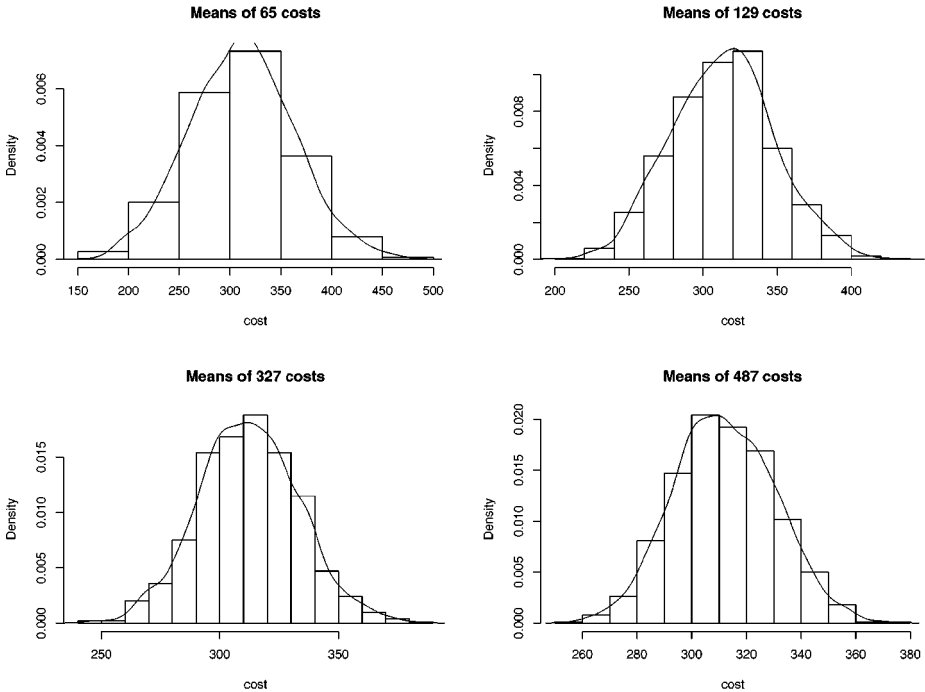 Means of 65 costs
Density
0.000 0.002 0.004 0.006
150 200 250 300 350 400 450 500
cost
Means of 129 costs
Density
0.000 0.004 0.008
200 250 300 350 400
cost
Means of 327 costs
Density
0.000 0.005 0.010 0.015
250 300 350
cost
Means of 487 costs
Density
0.000 0.005 0.010 0.015 0.020
260 280 300 320 340 360 380
cost